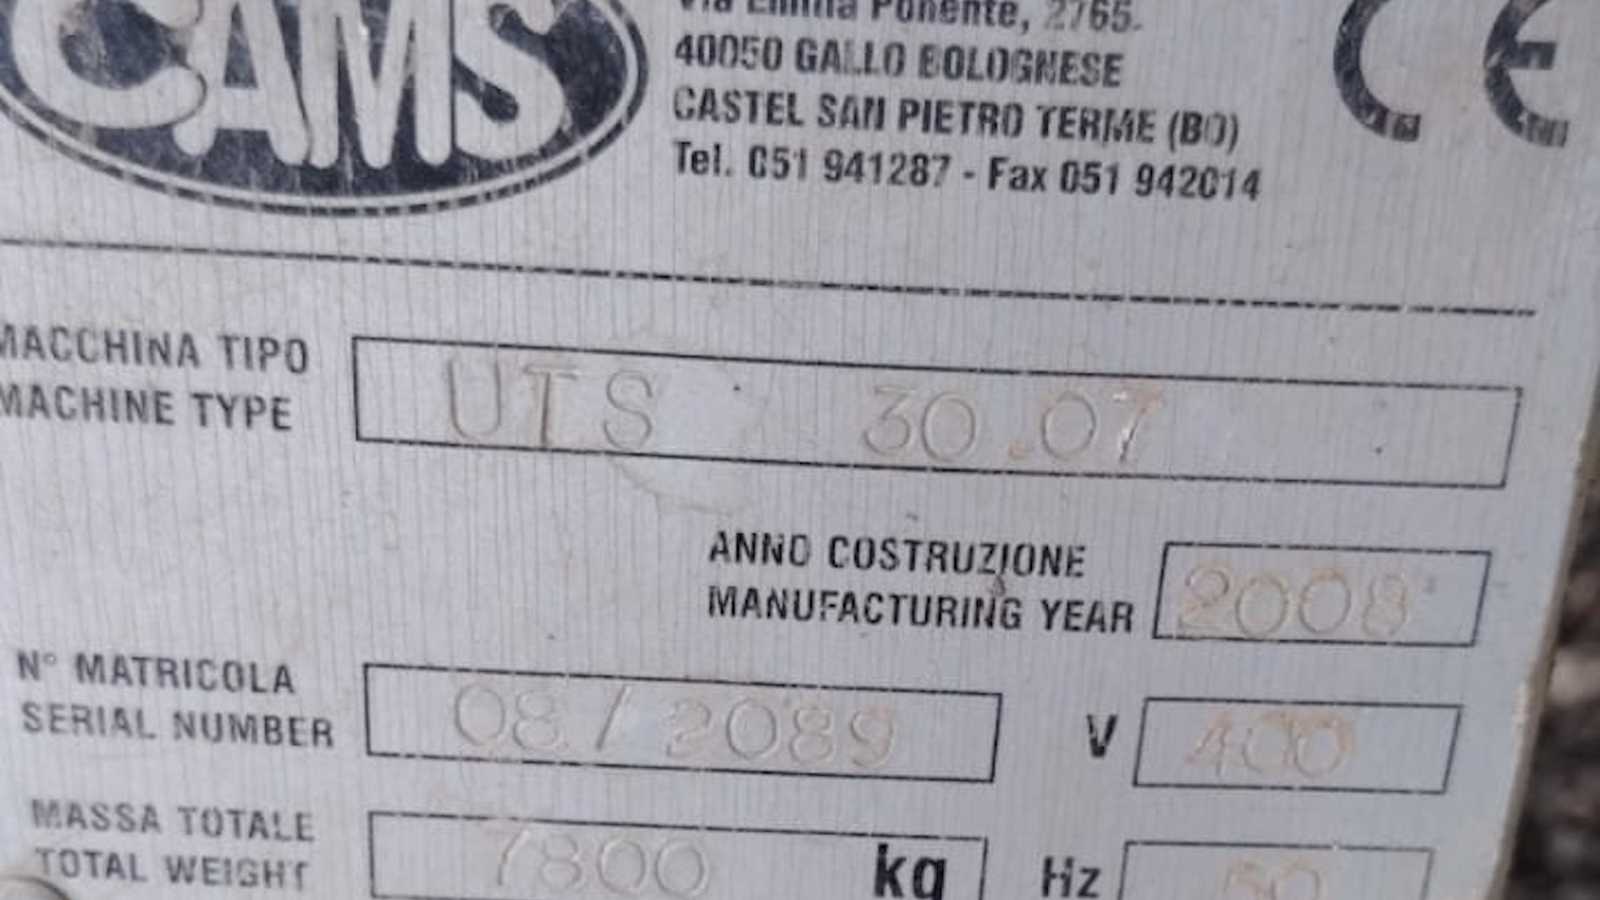 CAMS
Via Emilia Ponente, 2765
40050 GALLO BOLOGNESE
CASTEL SAN PIETRO TERME (BO)
Tel. 051 941287 - Fax 051 942014
CE
MACCHINA TIPO
MACHINE TYPE
UTS 30.07
ANNO COSTRUZIONE
MANUFACTURING YEAR
2008
N° MATRICOLA
SERIAL NUMBER
08/2089
V 400
MASSA TOTALE
TOTAL WEIGHT
7800 kg
Hz 50